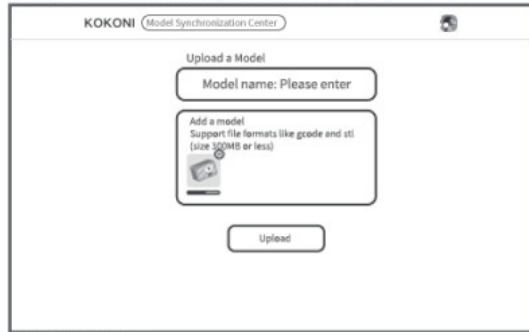 KOKONI Model Synchronization Center
Upload a Model
Model name: Please enter
Add a model
Support file formats like gcode and stl
(size 300MB or less)
Upload